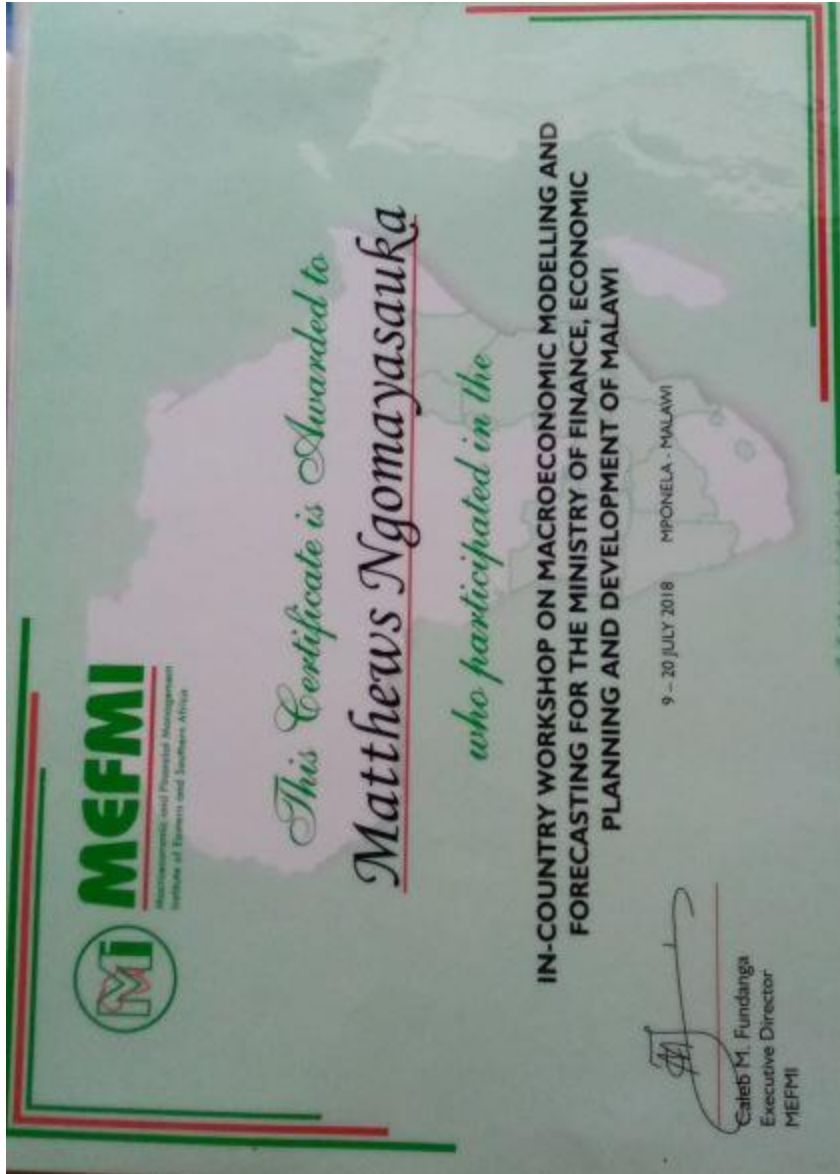 MEFMI
Macroeconomic and Financial Management
Institute of Eastern and Southern Africa
This Certificate is Awarded to
Matthews Ngomayasauka
who participated in the
IN-COUNTRY WORKSHOP ON MACROECONOMIC MODELLING AND
FORECASTING FOR THE MINISTRY OF FINANCE, ECONOMIC
PLANNING AND DEVELOPMENT OF MALAWI
9 – 20 JULY 2018 MPONELA - MALAWI
Caleb M. Fundanga
Executive Director
MEFMI